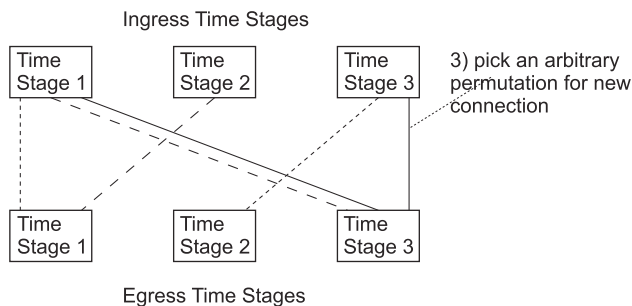 Ingress Time Stages
Time
Stage 1
Time
Stage 2
Time
Stage 3
3) pick an arbitrary
permutation for new
connection
Time
Stage 1
Time
Stage 2
Time
Stage 3
Egress Time Stages